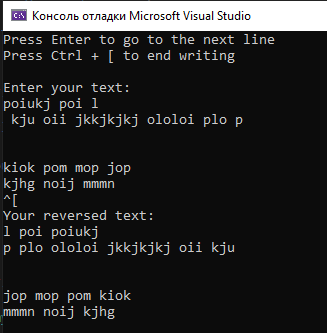 Консоль отладки Microsoft Visual Studio
Press Enter to go to the next line
Press Ctrl + [ to end writing
Enter your text:
poiukj poi l
 kju oii jkkjkjkj ololoi plo p
kiok pom mop jop
kjhg noij mmmn
^[
Your reversed text:
l poi poiukj
p plo ololoi jkkjkjkj oii kju
jop mop pom kiok
mmmn noij kjhg